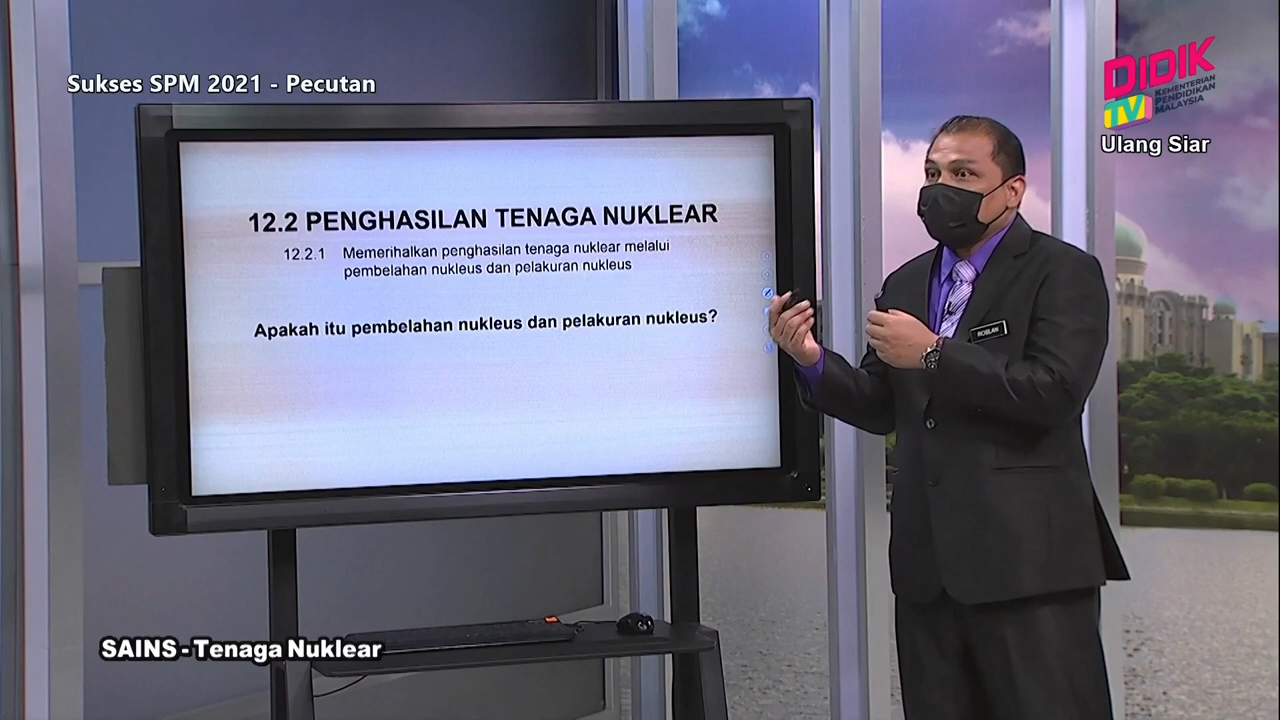 Sukses SPM 2021 - Pecutan
DIDIK
TV
KEMENTERIAN
PENDIDIKAN
MALAYSIA
Ulang Siar
12.2 PENGHASILAN TENAGA NUKLEAR
12.2.1 Memerihalkan penghasilan tenaga nuklear melalui
pembelahan nukleus dan pelakuran nukleus
Apakah itu pembelahan nukleus dan pelakuran nukleus?
ROSLAN
SAINS - Tenaga Nuklear